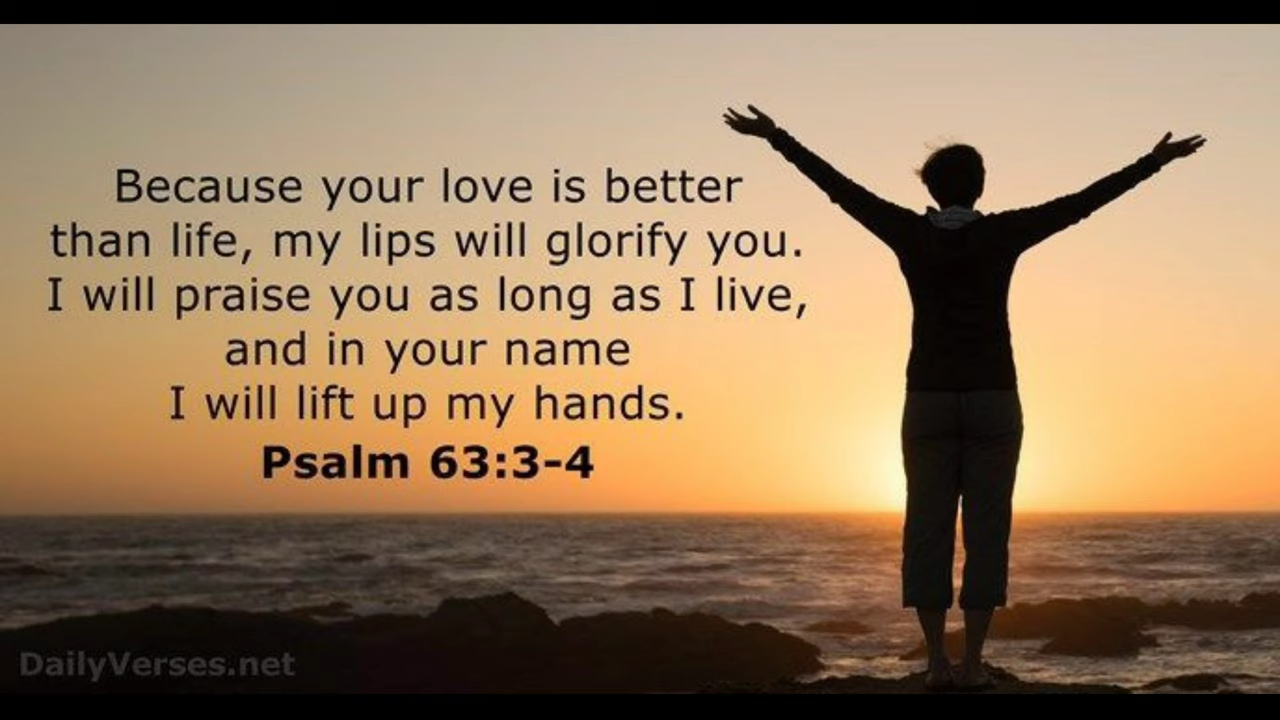 Because your love is better
than life, my lips will glorify you.
I will praise you as long as I live,
and in your name
I will lift up my hands.
Psalm 63:3-4
DailyVerses.net